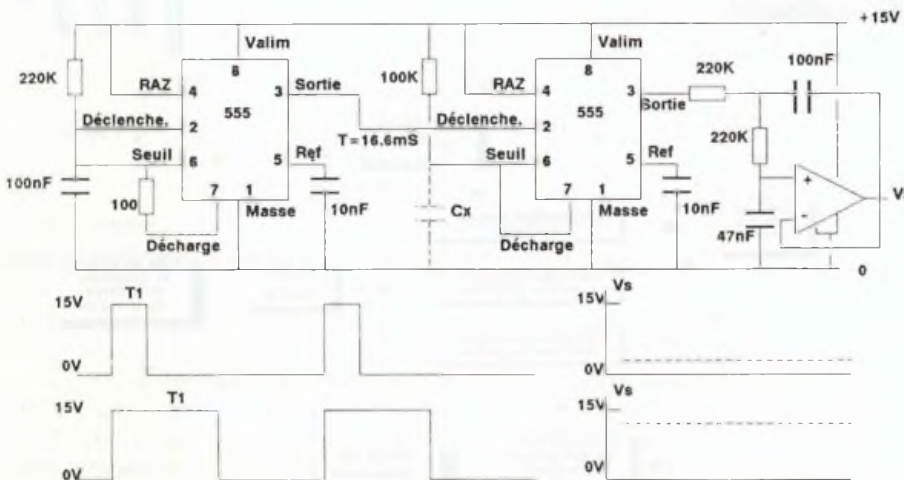 +15V
Valim
Valim
100nF
220K
8
100K
8
220K
RAZ
4
3
Sortie
RAZ
4
3
555
555
Sortie
Déclenche.
2
Déclenche.
2
T=16.6mS
220K
Seuil
6
5
Ref
Seuil
6
5
Ref
+
Vs
100nF
7
1
7
1
-
100
Masse
10nF
Cx
Masse
10nF
47nF
Décharge
Décharge
0
T1
Vs
15V
15V
0V
0V
T1
Vs
15V
15V
0V
0V